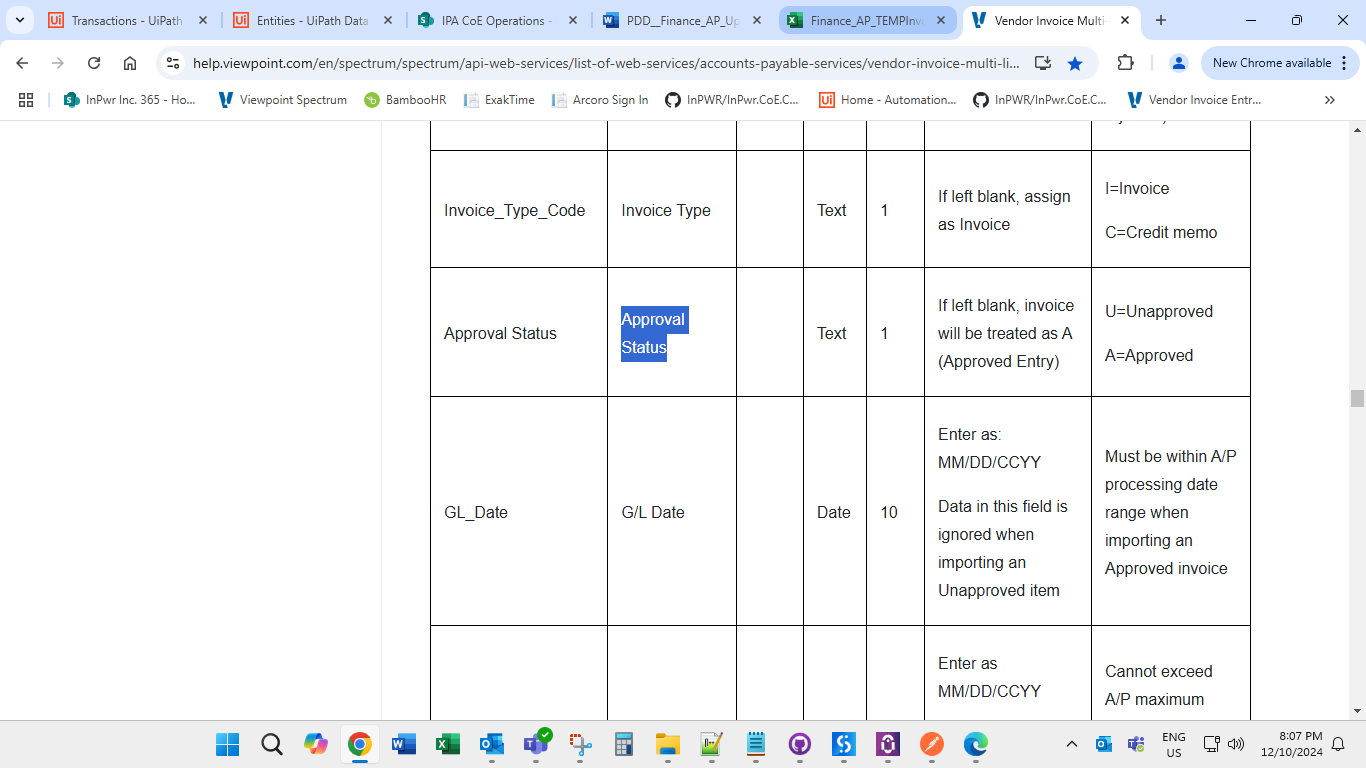 Transactions - UiPath
Entities - UiPath Data
IPA CoE Operations -
PDD__Finance_AP_Up
Finance_AP_TEMPInv
Vendor Invoice Multi-
help.viewpoint.com/en/spectrum/spectrum/api-web-services/list-of-web-services/accounts-payable-services/vendor-invoice-multi-li...
New Chrome available
InPwr Inc. 365 - Ho...
Viewpoint Spectrum
BambooHR
ExakTime
Arcoro Sign In
InPWR/InPwr.CoE.C...
Home - Automation...
InPWR/InPwr.CoE.C...
Vendor Invoice Entr...
Invoice_Type_Code
Invoice Type
Text
1
If left blank, assign
as Invoice
I=Invoice
C=Credit memo
Approval Status
Approval
Status
Text
1
If left blank, invoice
will be treated as A
(Approved Entry)
U=Unapproved
A=Approved
GL_Date
G/L Date
Date
10
Enter as:
MM/DD/CCYY
Data in this field is
ignored when
importing an
Unapproved item
Must be within A/P
processing date
range when
importing an
Approved invoice
Enter as
MM/DD/CCYY
Cannot exceed
A/P maximum
ENG
US
8:07 PM
12/10/2024